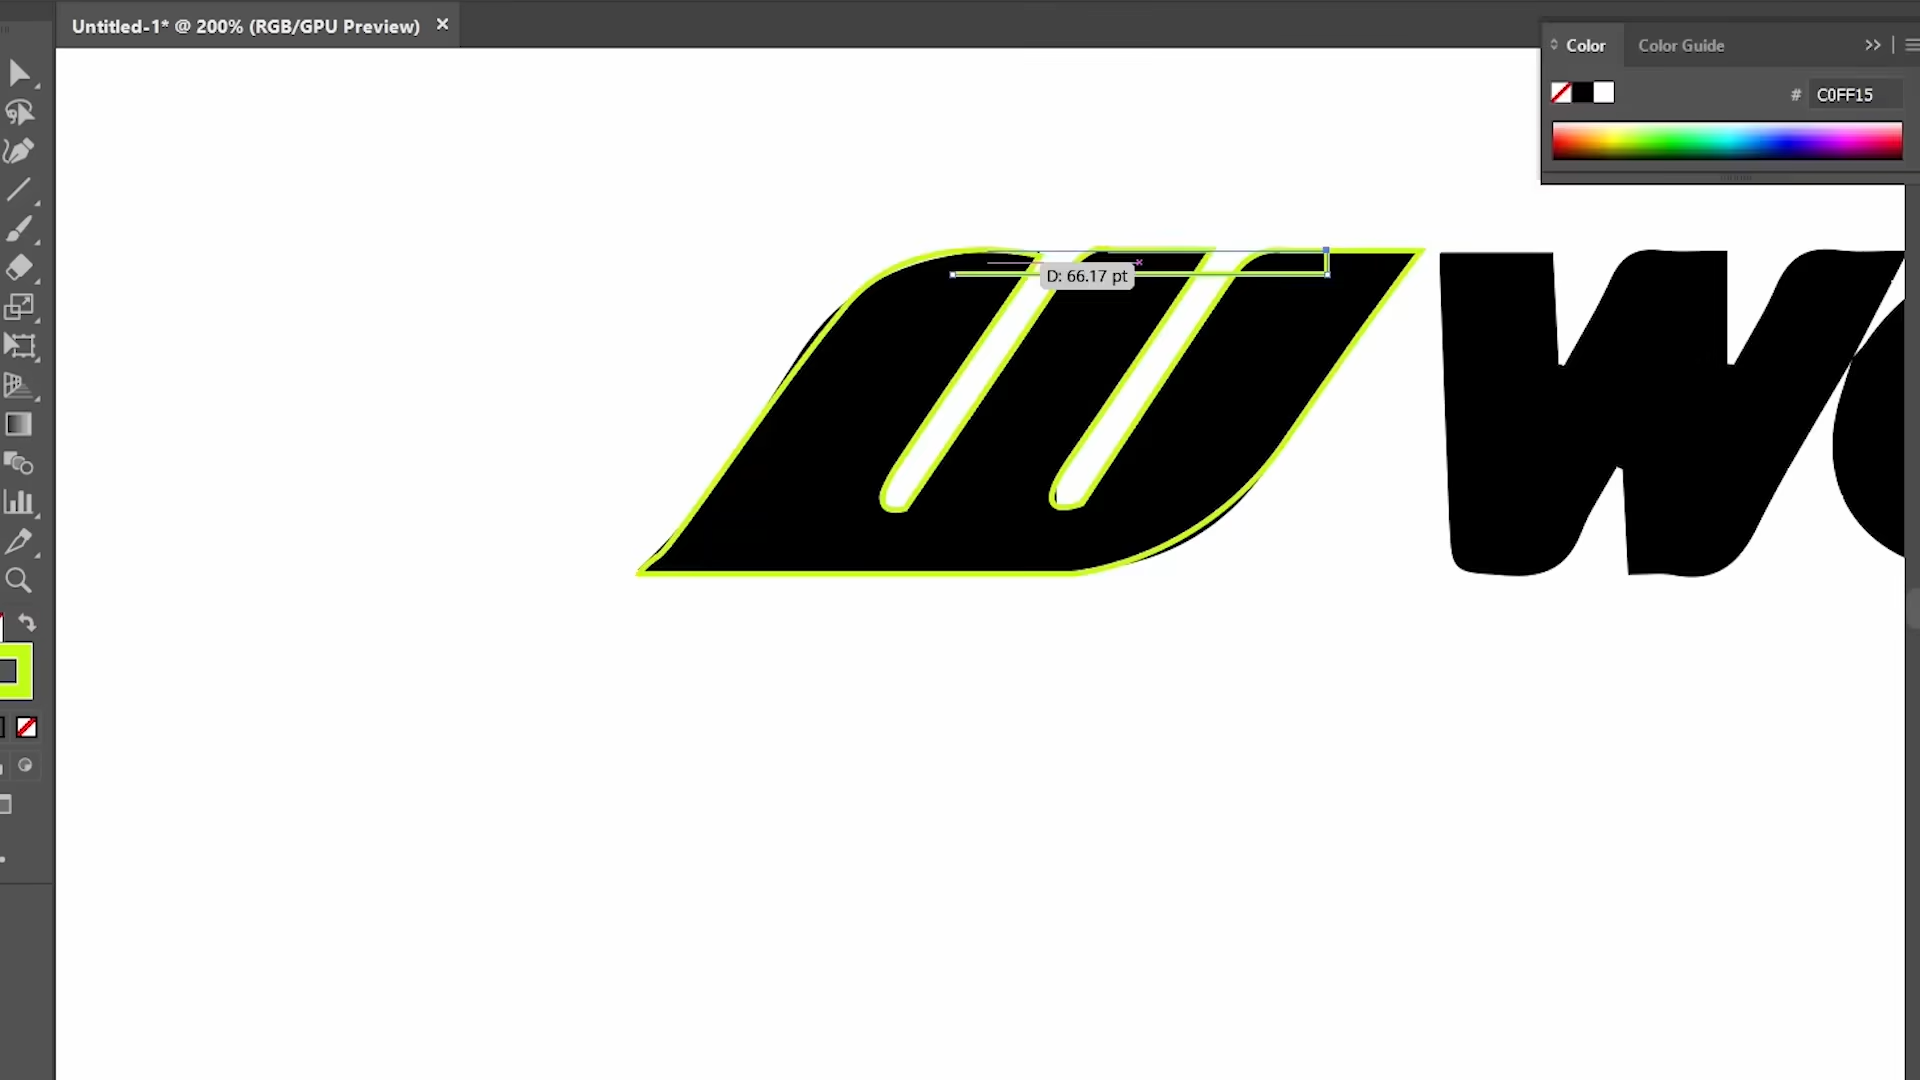 Untitled-1* @ 200% (RGB/GPU Preview) ×
Color Color Guide
# C0FF15
D: 66.17 pt
W